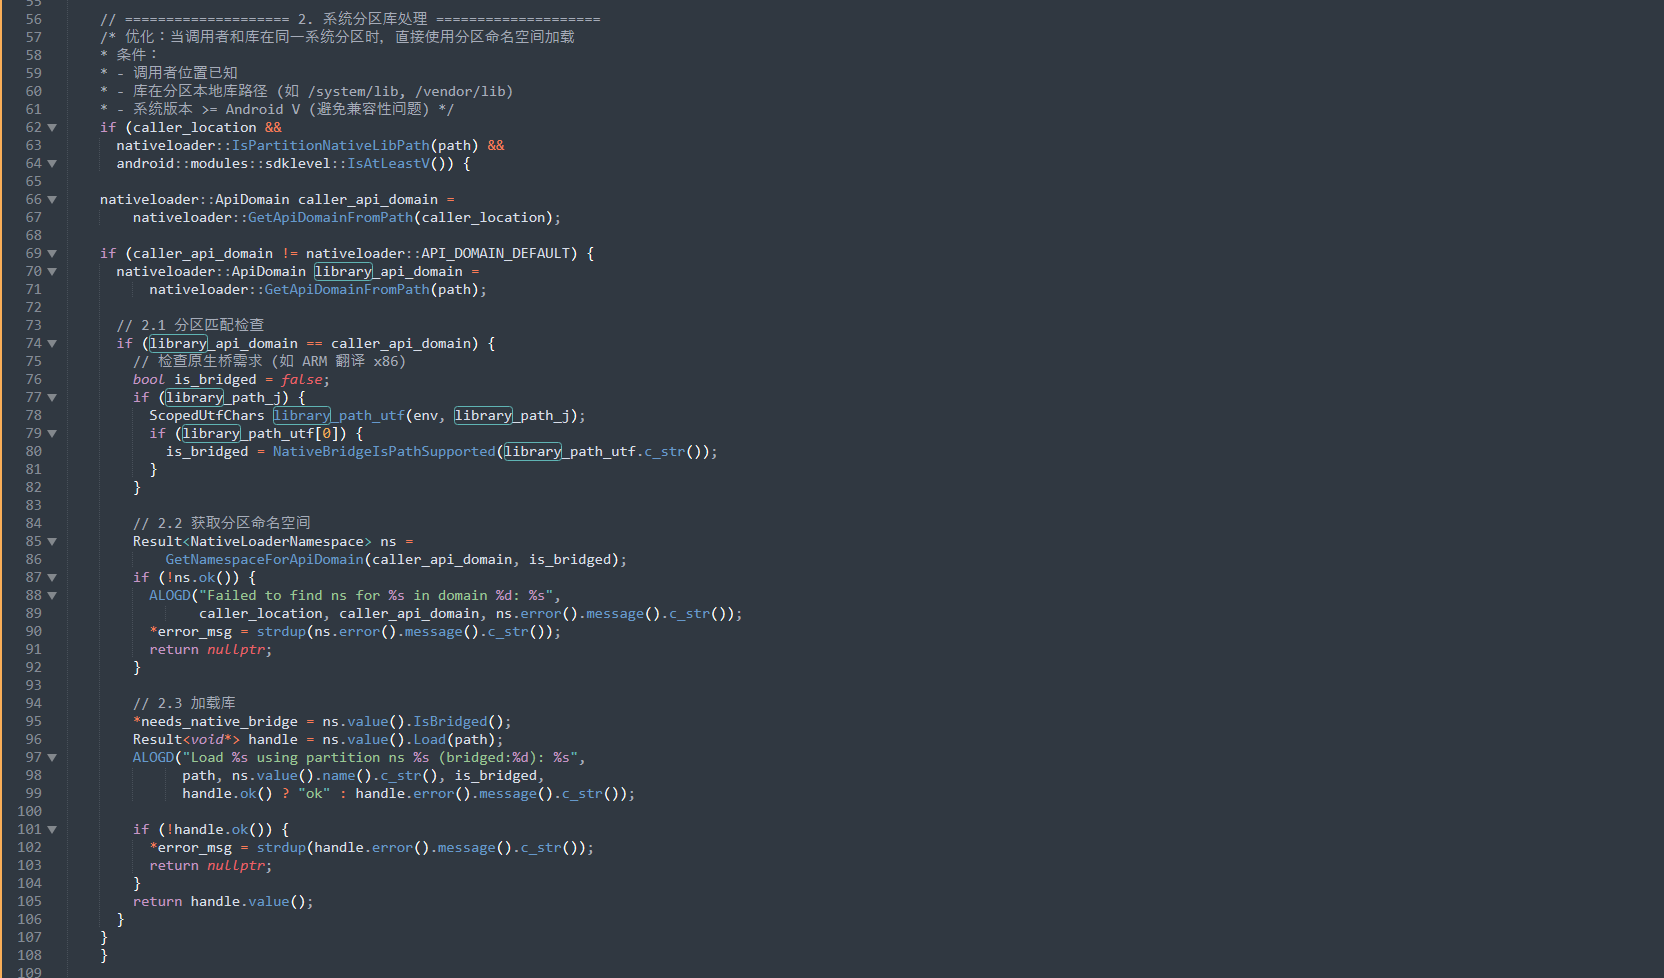 55
56 // ==================== 2. 系统分区库处理 ====================
57 /* 优化：当调用者和库在同一系统分区时，直接使用分区命名空间加载
58 * 条件：
59 * - 调用者位置已知
60 * - 库在分区本地库路径 (如 /system/lib, /vendor/lib)
61 * - 系统版本 >= Android V (避免兼容性问题) */
62 if (caller_location &&
63 nativeloader::IsPartitionNativeLibPath(path) &&
64 android::modules::sdklevel::IsAtLeastV()) {
65
66 nativeloader::ApiDomain caller_api_domain =
67 nativeloader::GetApiDomainFromPath(caller_location);
68
69 if (caller_api_domain != nativeloader::API_DOMAIN_DEFAULT) {
70 nativeloader::ApiDomain library_api_domain =
71 nativeloader::GetApiDomainFromPath(path);
72
73 // 2.1 分区匹配检查
74 if (library_api_domain == caller_api_domain) {
75 // 检查原生桥需求 (如 ARM 翻译 x86)
76 bool is_bridged = false;
77 if (library_path_j) {
78 ScopedUtfChars library_path_utf(env, library_path_j);
79 if (library_path_utf[0]) {
80 is_bridged = NativeBridgeIsPathSupported(library_path_utf.c_str());
81 }
82 }
83
84 // 2.2 获取分区命名空间
85 Result<NativeLoaderNamespace> ns =
86 GetNamespaceForApiDomain(caller_api_domain, is_bridged);
87 if (!ns.ok()) {
88 ALOGD("Failed to find ns for %s in domain %d: %s",
89 caller_location, caller_api_domain, ns.error().message().c_str());
90 *error_msg = strdup(ns.error().message().c_str());
91 return nullptr;
92 }
93
94 // 2.3 加载库
95 *needs_native_bridge = ns.value().IsBridged();
96 Result<void*> handle = ns.value().Load(path);
97 ALOGD("Load %s using partition ns %s (bridged:%d): %s",
98 path, ns.value().name().c_str(), is_bridged,
99 handle.ok() ? "ok" : handle.error().message().c_str());
100
101 if (!handle.ok()) {
102 *error_msg = strdup(handle.error().message().c_str());
103 return nullptr;
104 }
105 return handle.value();
106 }
107 }
108 }
109